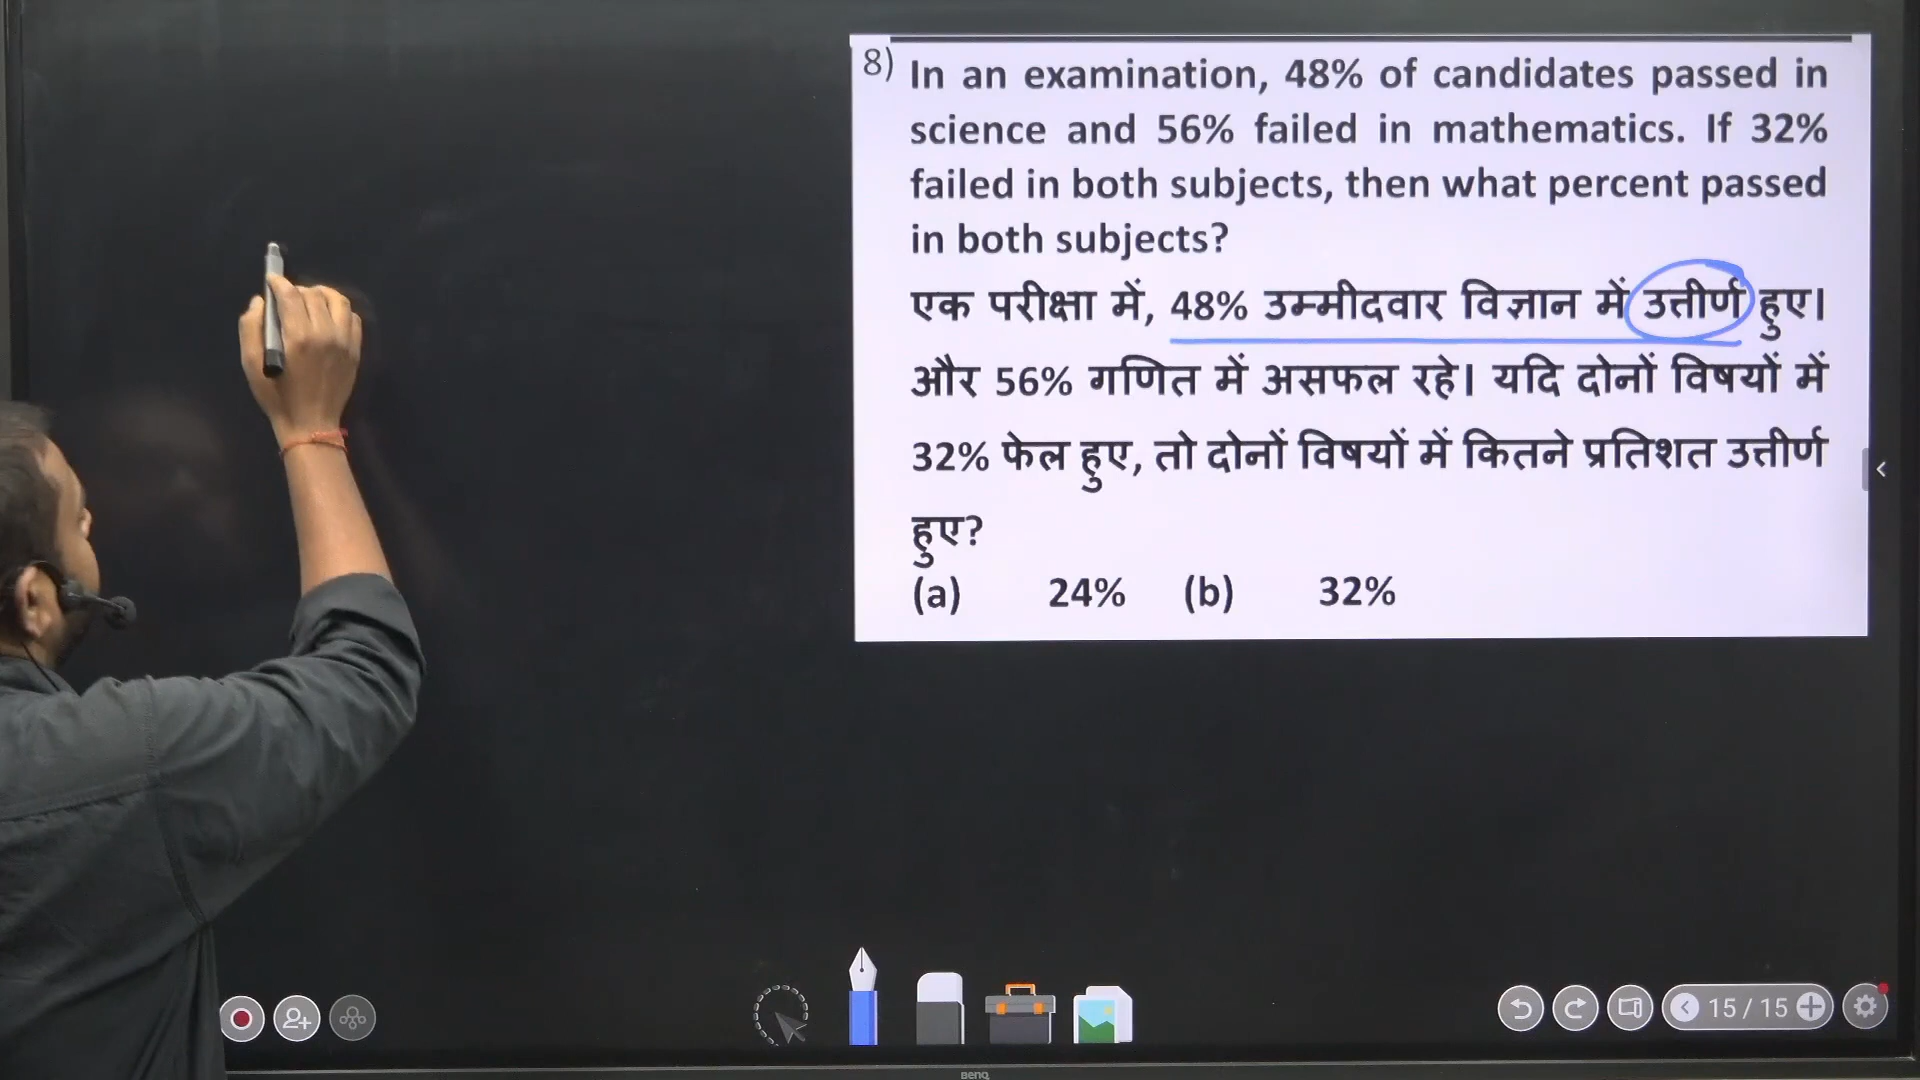 8) In an examination, 48% of candidates passed in
science and 56% failed in mathematics. If 32%
failed in both subjects, then what percent passed
in both subjects?
एक परीक्षा में, 48% उम्मीदवार विज्ञान में उत्तीर्ण हुए।
और 56% गणित में असफल रहे। यदि दोनों विषयों में
32% फेल हुए, तो दोनों विषयों में कितने प्रतिशत उत्तीर्ण
हुए?
(a) 24% (b) 32%
15 / 15
BenQ